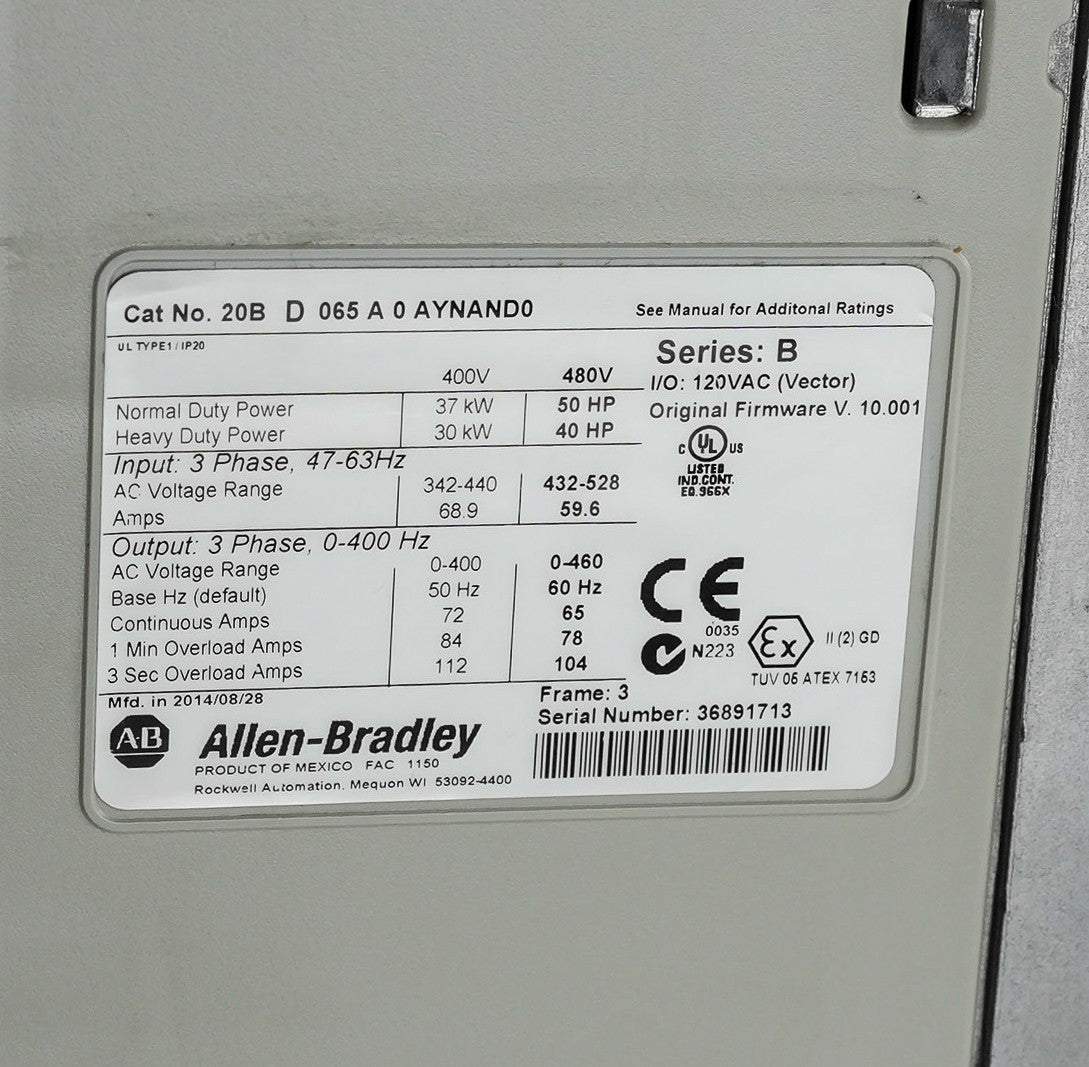 Cat No. 20B D 065 A 0 AYNAND0
See Manual for Additonal Ratings
UL TYPE1 / IP20
Series: B
400V 480V
I/O: 120VAC (Vector)
Normal Duty Power 37 kW 50 HP
Original Firmware V. 10.001
Heavy Duty Power 30 kW 40 HP
C UL US
LISTED
IND.CONT.
EQ.966X
Input: 3 Phase, 47-63Hz
AC Voltage Range 342-440 432-528
Amps 68.9 59.6
Output: 3 Phase, 0-400 Hz
AC Voltage Range 0-400 0-460
Base Hz (default) 50 Hz 60 Hz
Continuous Amps 72 65
1 Min Overload Amps 84 78
3 Sec Overload Amps 112 104
CE
0035
N223
Ex II (2) GD
TUV 05 ATEX 7153
Mfd. in 2014/08/28
Frame: 3
Serial Number: 36891713
AB Allen-Bradley
PRODUCT OF MEXICO FAC 1150
Rockwell Automation. Mequon WI 53092-4400